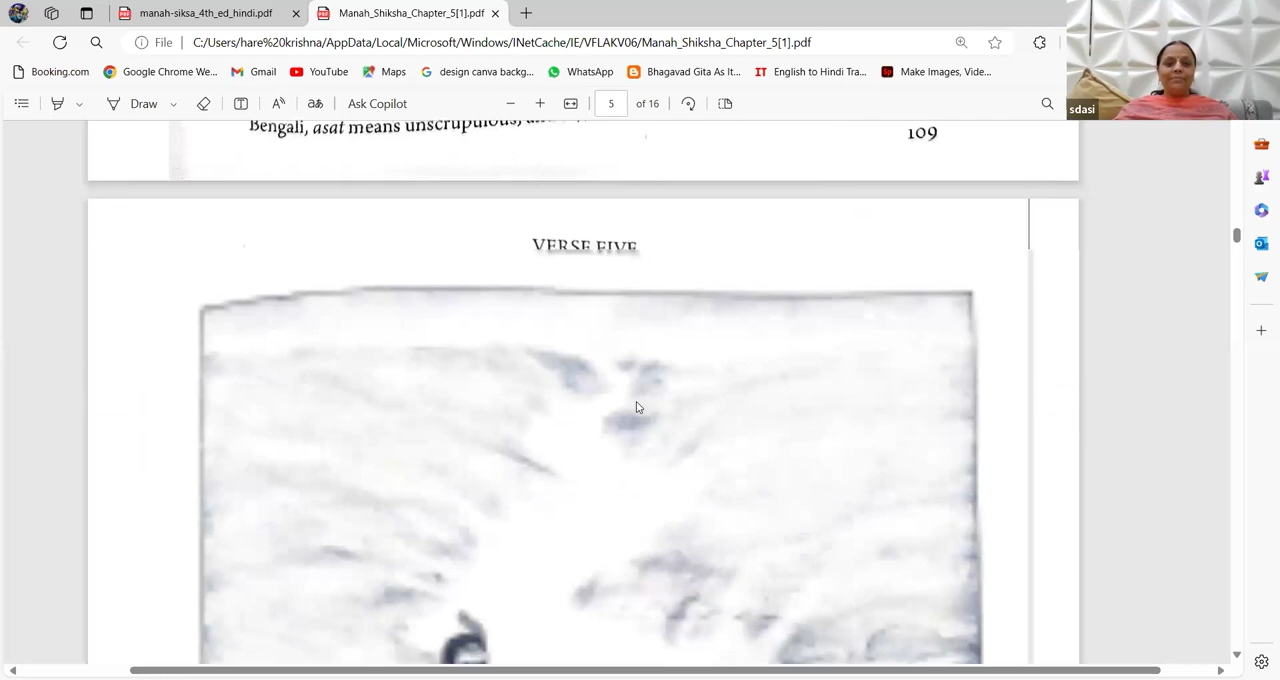 manah-siksa_4th_ed_hindi.pdf
Manah_Shiksha_Chapter_5[1].pdf
File
C:/Users/hare%20krishna/AppData/Local/Microsoft/Windows/INetCache/IE/VFLAKV06/Manah_Shiksha_Chapter_5[1].pdf
Booking.com
Google Chrome We...
Gmail
YouTube
Maps
design canva backg...
WhatsApp
Bhagavad Gita As It...
IT English to Hindi Tra...
Sp Make Images, Vide...
Draw
Ask Copilot
5 of 16
sdasi
Bengali, asat means unscrupulous,
109
VERSE FIVE